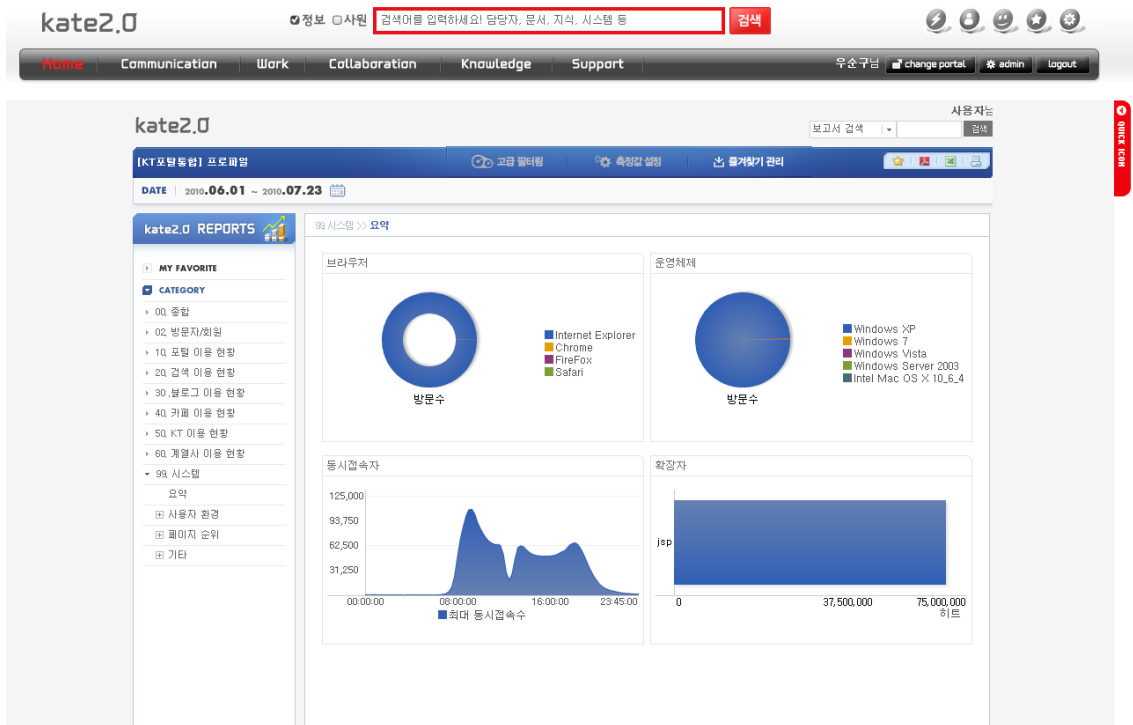 kate2.0
정보 사원 검색어를 입력하세요! 담당자, 문서, 지식, 시스템 등 검색
Home Communication Work Collaboration Knowledge Support 우순구님 change portal admin logout
QUICK ICON
사용자는
kate2.0
보고서 검색 검색
[KT포탈통합] 프로파일 고급 필터링 측정값 설정 즐겨찾기 관리
DATE 2010.06.01 ~ 2010.07.23
kate2.0 REPORTS
99.시스템 >> 요약
MY FAVORITE
CATEGORY
00. 종합
02. 방문자/회원
10. 포털 이용 현황
20. 검색 이용 현황
30.블로그 이용 현황
40. 카페 이용 현황
50. KT 이용 현황
60. 계열사 이용 현황
99. 시스템
요약
사용자 환경
페이지 순위
기타
브라우저
Internet Explorer
Chrome
FireFox
Safari
방문수
운영체제
Windows XP
Windows 7
Windows Vista
Windows Server 2003
Intel Mac OS X 10_6_4
방문수
동시접속자
125,000
93,750
62,500
31,250
00:00:00 08:00:00 16:00:00 23:45:00
최대 동시접속수
확장자
jsp
0 37,500,000 75,000,000
히트